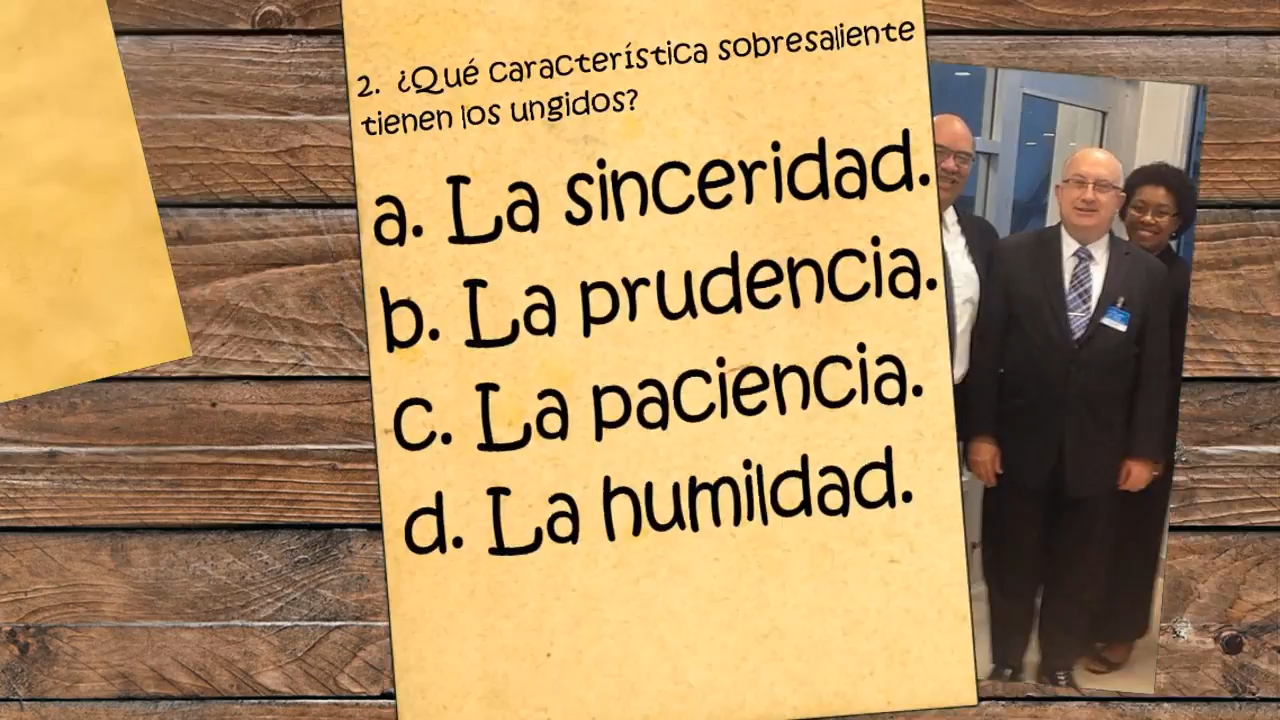 2. ¿Qué característica sobresaliente
tienen los ungidos?
a. La sinceridad.
b. La prudencia.
c. La paciencia.
d. La humildad.